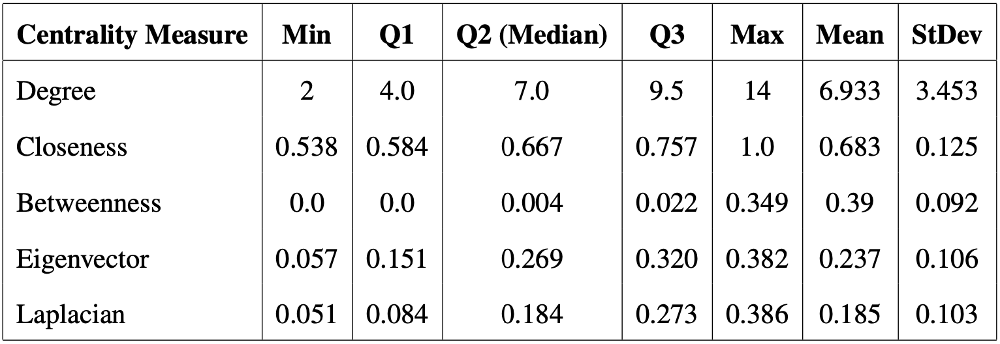 Centrality Measure Min Q1 Q2 (Median) Q3 Max Mean StDev
Degree 2 4.0 7.0 9.5 14 6.933 3.453
Closeness 0.538 0.584 0.667 0.757 1.0 0.683 0.125
Betweenness 0.0 0.0 0.004 0.022 0.349 0.39 0.092
Eigenvector 0.057 0.151 0.269 0.320 0.382 0.237 0.106
Laplacian 0.051 0.084 0.184 0.273 0.386 0.185 0.103